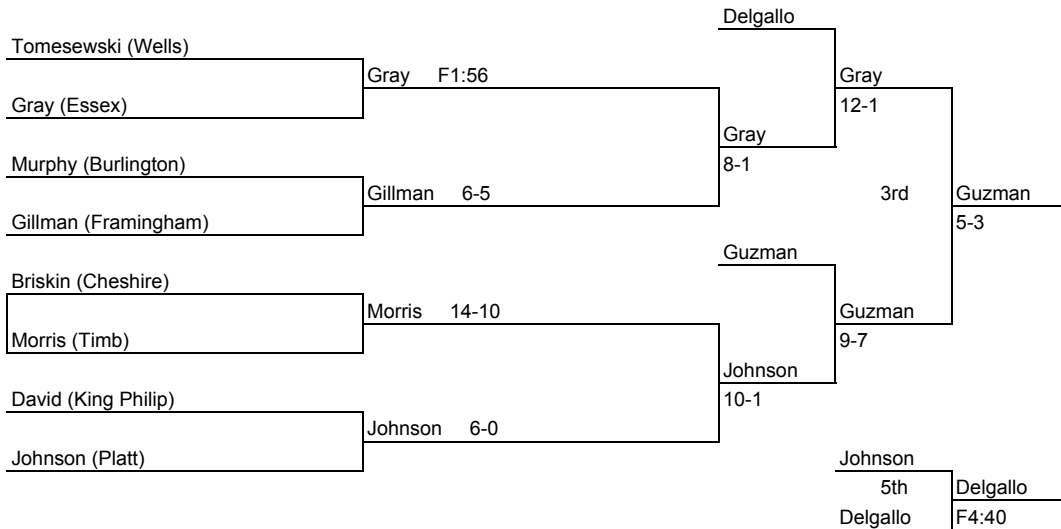 Delgallo
Tomesewski (Wells)
Gray F1:56 Gray
Gray (Essex) 12-1
Gray
Murphy (Burlington) 8-1
Gillman 6-5 3rd Guzman
Gillman (Framingham) 5-3
Guzman
Briskin (Cheshire)
Morris 14-10 Guzman
Morris (Timb) 9-7
Johnson
David (King Philip) 10-1
Johnson 6-0
Johnson (Platt) Johnson
5th Delgallo
Delgallo F4:40